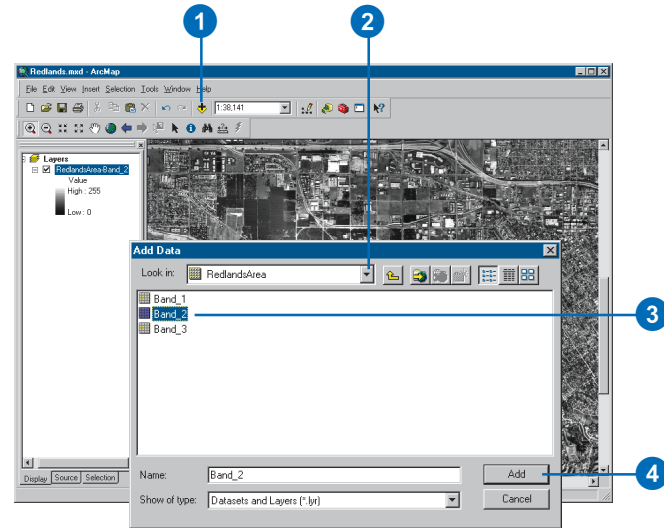 1 2
Redlands.mxd - ArcMap
File Edit View Insert Selection Tools Window Help
1:38,141
Layers
RedlandsArea-Band_2
Value
High : 255
Low : 0
Add Data
Look in: RedlandsArea
Band_1
Band_2 3
Band_3
Name: Band_2 Add 4
Show of type: Datasets and Layers (*.lyr) Cancel
Display Source Selection